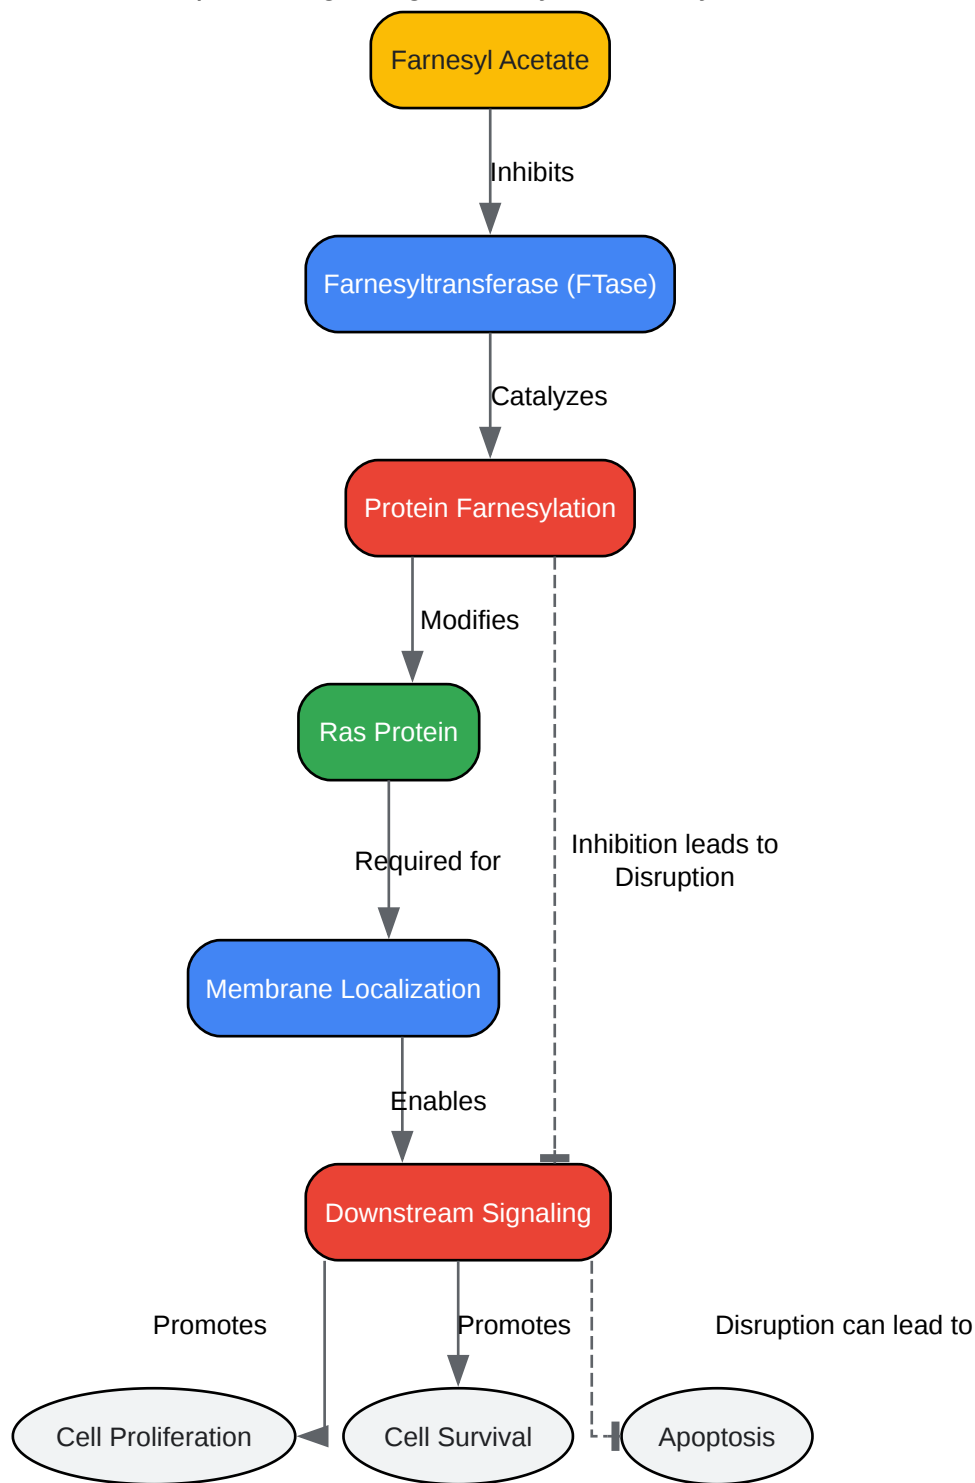 Farnesyl Acetate
Inhibits
Farnesyltransferase (FTase)
Catalyzes
Protein Farnesylation
Modifies
Ras Protein
Required for
Inhibition leads to
Disruption
Membrane Localization
Enables
Downstream Signaling
Promotes
Promotes
Disruption can lead to
Cell Proliferation
Cell Survival
Apoptosis